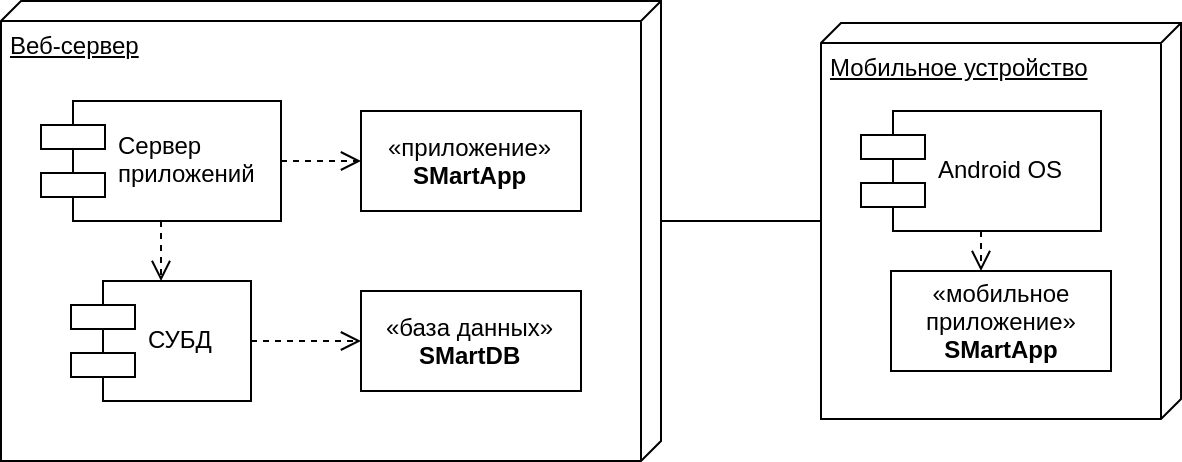 Веб-сервер
Сервер
приложений
«приложение»
SMartApp
СУБД
«база данных»
SMartDB
Мобильное устройство
Android OS
«мобильное
приложение»
SMartApp